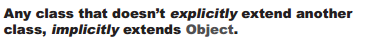 Any class that doesn’t explicitly extend another
class, implicitly extends Object.